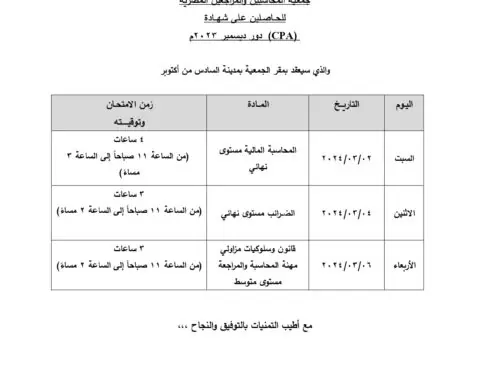 جمعية المحاسبين والمراجعين المصرية
للحاصلين على شهادة
(CPA) دور ديسمبر ٢٠٢٣م
والذي سيعقد بمقر الجمعية بمدينة السادس من أكتوبر
اليوم التاريخ المادة زمن الامتحان وتوقيته
السبت ٢٠٢٤/٠٣/٠٢ المحاسبة المالية مستوى نهائي ٤ ساعات
(من الساعة ١١ صباحاً إلى الساعة ٣ مساءً)
الاثنين ٢٠٢٤/٠٣/٠٤ الضرائب مستوى نهائي ٣ ساعات
(من الساعة ١١ صباحاً إلى الساعة ٢ مساءً)
الأربعاء ٢٠٢٤/٠٣/٠٦ قانون وسلوكيات مزاولي مهنة المحاسبة والمراجعة مستوى متوسط ٣ ساعات
(من الساعة ١١ صباحاً إلى الساعة ٢ مساءً)
مع أطيب التمنيات بالتوفيق والنجاح ،،،